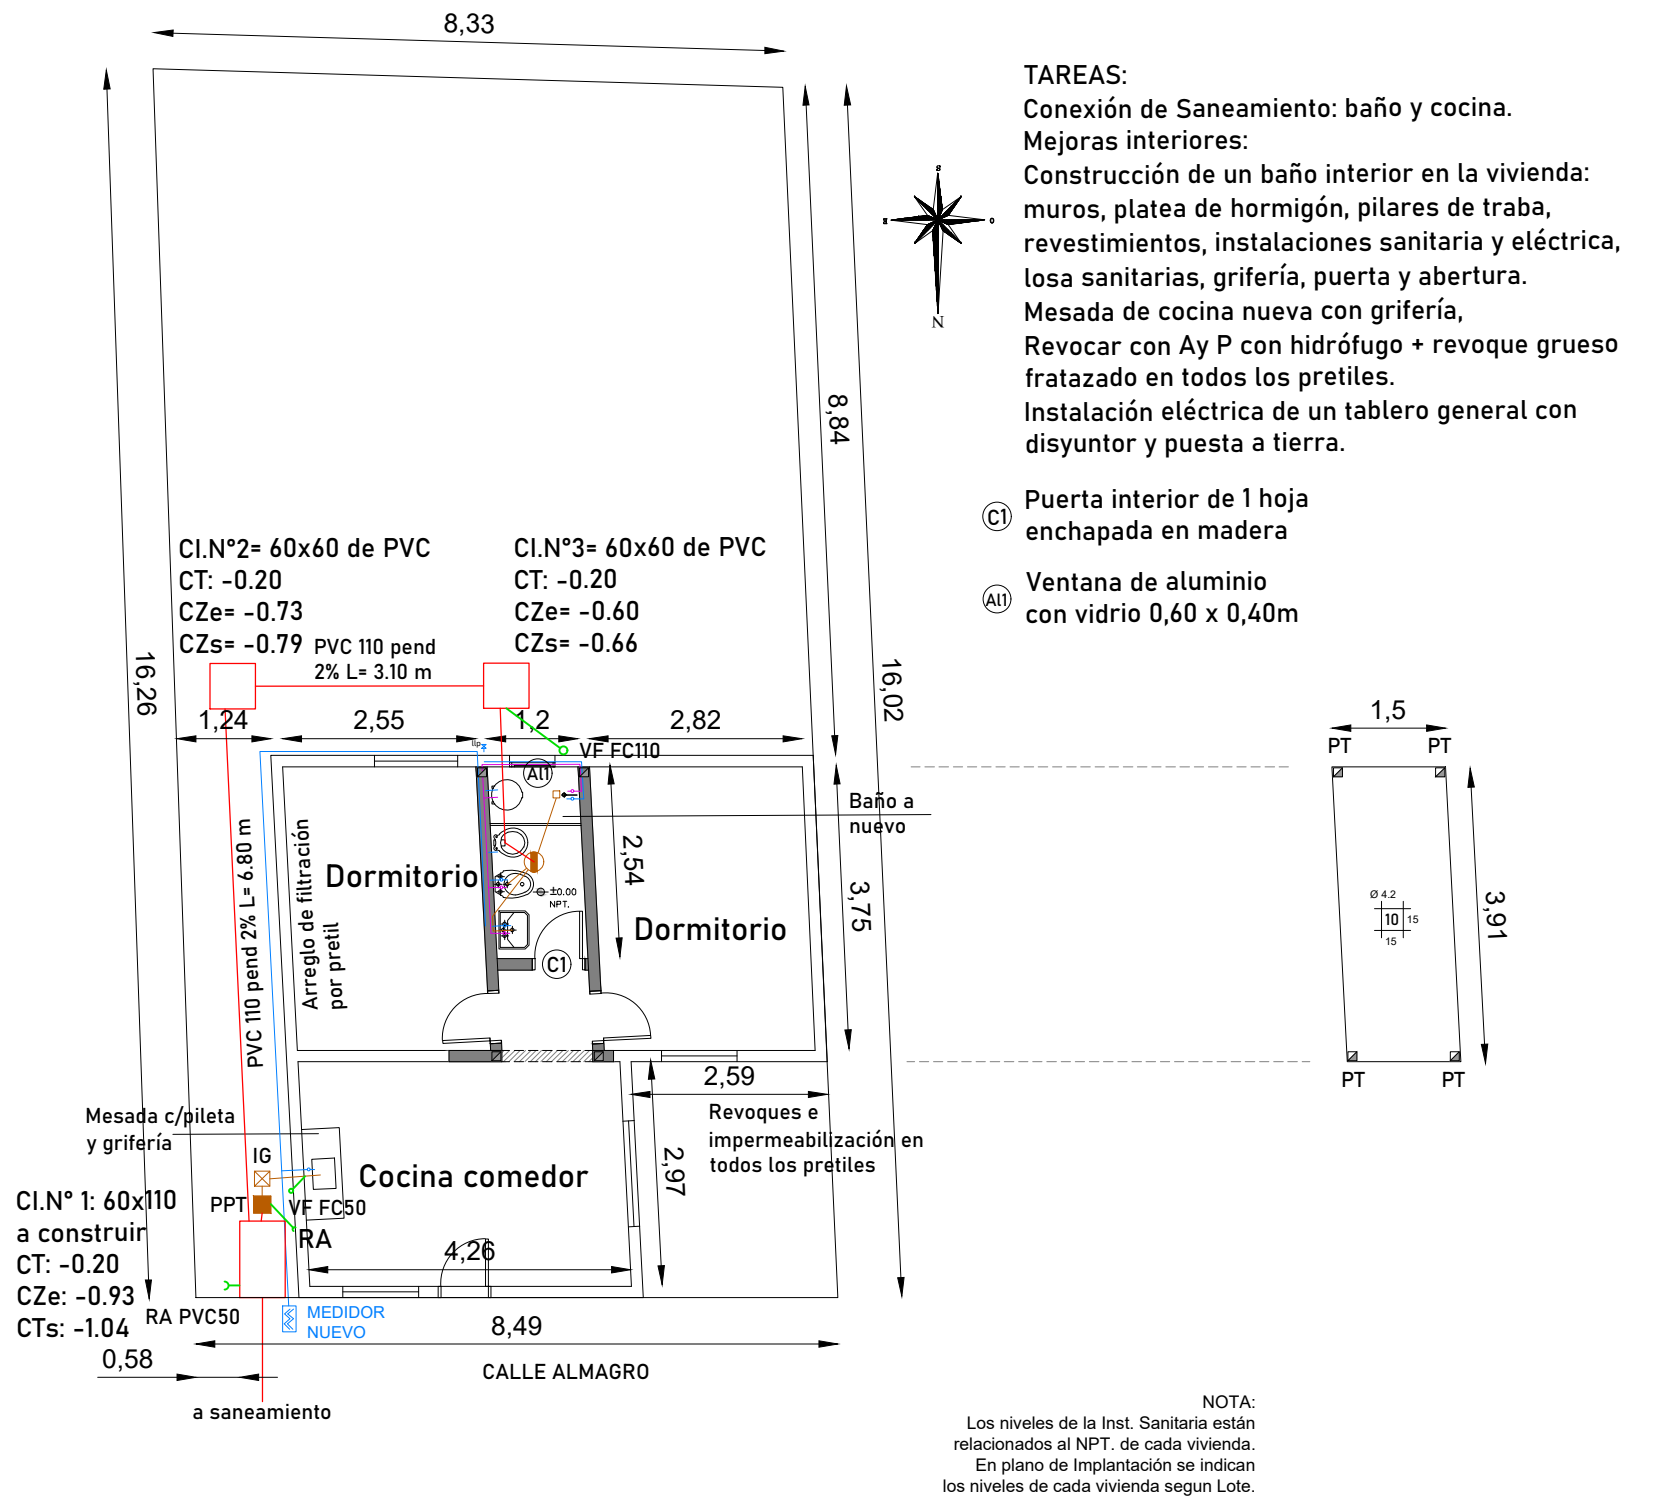 8,33
TAREAS:
Conexión de Saneamiento: baño y cocina.
Mejoras interiores:
Construcción de un baño interior en la vivienda:
muros, platea de hormigón, pilares de traba,
revestimientos, instalaciones sanitaria y eléctrica,
losa sanitarias, grifería, puerta y abertura.
Mesada de cocina nueva con grifería,
Revocar con Ay P con hidrófugo + revoque grueso
fratazado en todos los pretiles.
Instalación eléctrica de un tablero general con
disyuntor y puesta a tierra.
S
E
O
N
C1
Puerta interior de 1 hoja
enchapada en madera
Al1
Ventana de aluminio
con vidrio 0,60 x 0,40m
8,84
16,26
16,02
CI.N°2= 60x60 de PVC
CT: -0.20
CZe= -0.73
CZs= -0.79
PVC 110 pend
2% L= 3.10 m
CI.N°3= 60x60 de PVC
CT: -0.20
CZe= -0.60
CZs= -0.66
1,24
2,55
1,2
2,82
llp
VF FC110
Al1
Baño a
nuevo
Dormitorio
Arreglo de filtración
por pretil
PVC 110 pend 2% L= 6.80 m
2,54
3,75
±0.00
NPT.
Dormitorio
C1
1,5
PT
PT
Ø 4.2
10
15
15
3,91
PT
PT
2,59
Revoques e
impermeabilización en
todos los pretiles
2,97
Mesada c/pileta
y grifería
IG
PPT
VF FC50
RA
Cocina comedor
4,26
CI.N° 1: 60x110
a construir
CT: -0.20
CZe: -0.93
CTs: -1.04
RA PVC50
MEDIDOR
NUEVO
8,49
0,58
CALLE ALMAGRO
a saneamiento
NOTA:
Los niveles de la Inst. Sanitaria están
relacionados al NPT. de cada vivienda.
En plano de Implantación se indican
los niveles de cada vivienda segun Lote.